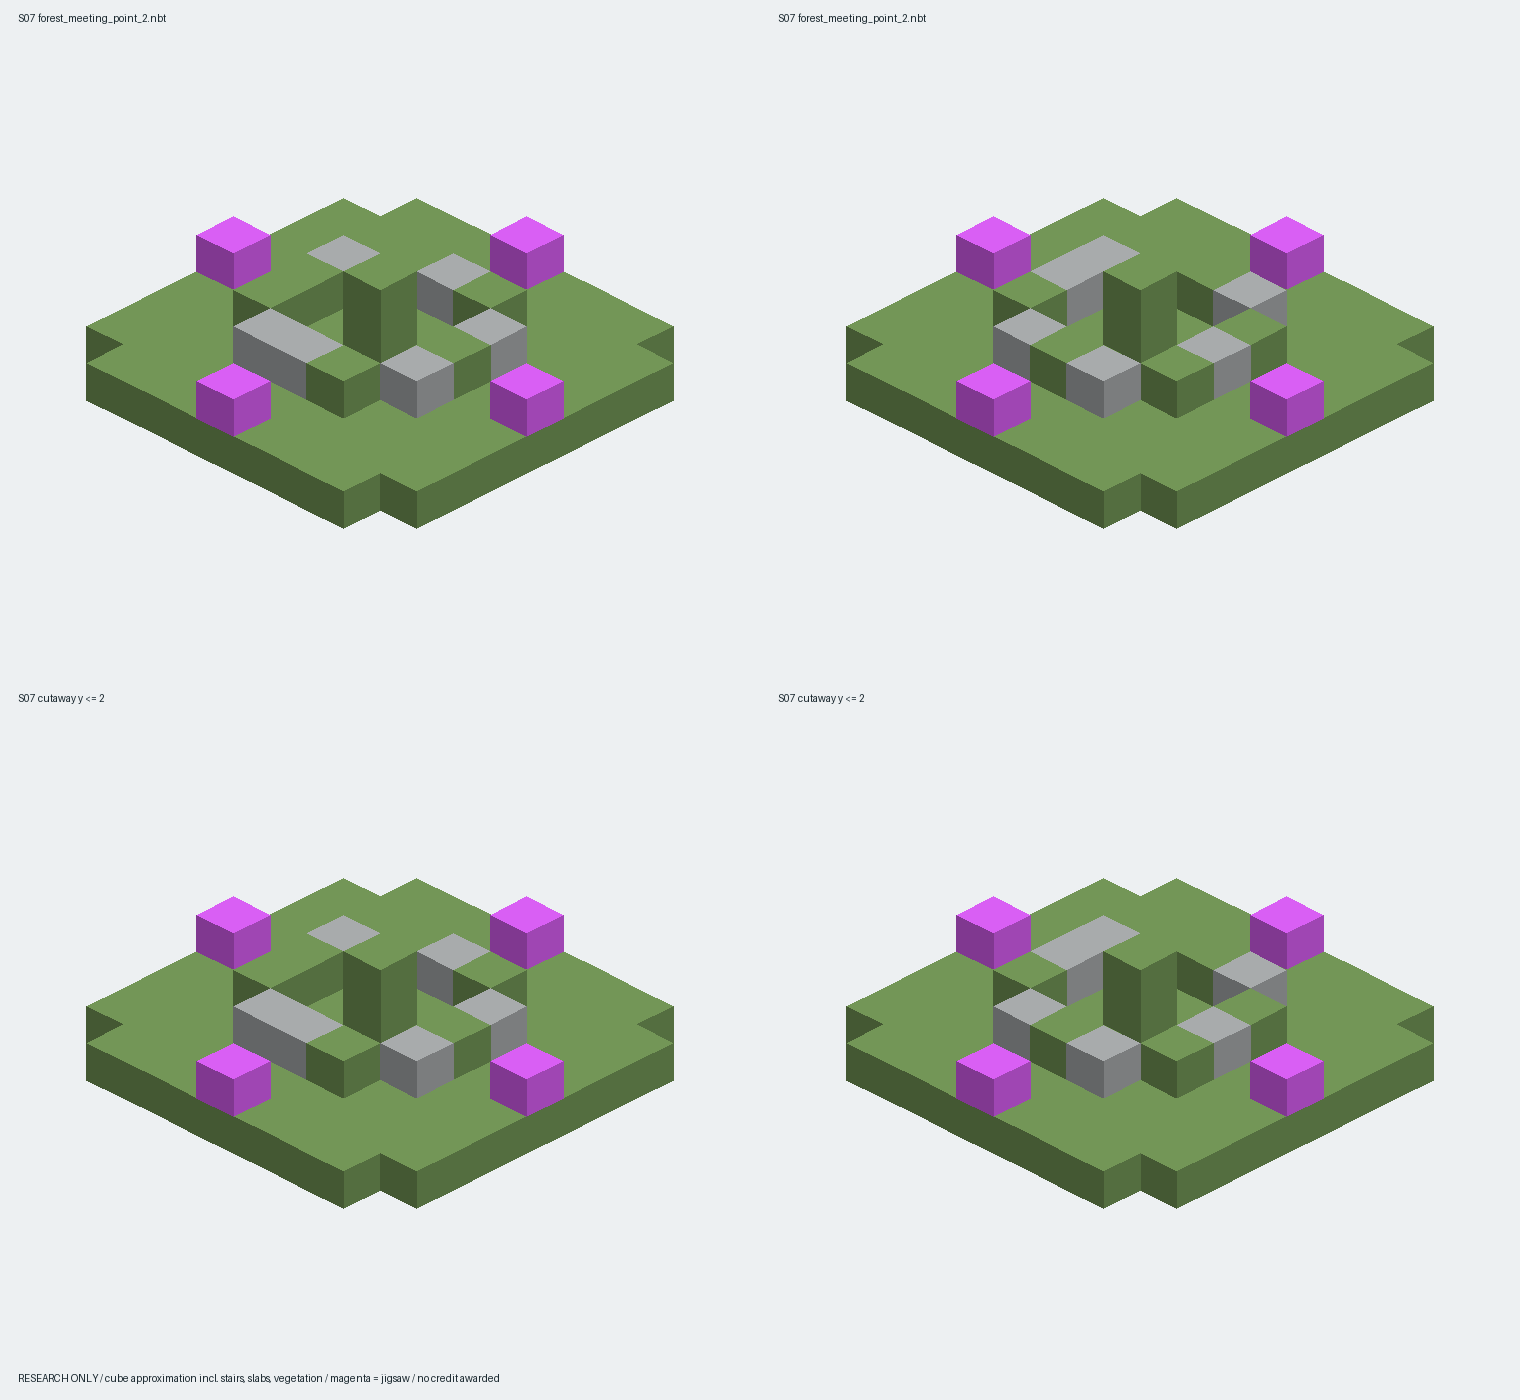 S07 forest_meeting_point_2.nbt
S07 forest_meeting_point_2.nbt
S07 cutaway y <= 2
S07 cutaway y <= 2
RESEARCH ONLY / cube approximation incl. stairs, slabs, vegetation / magenta = jigsaw / no credit awarded